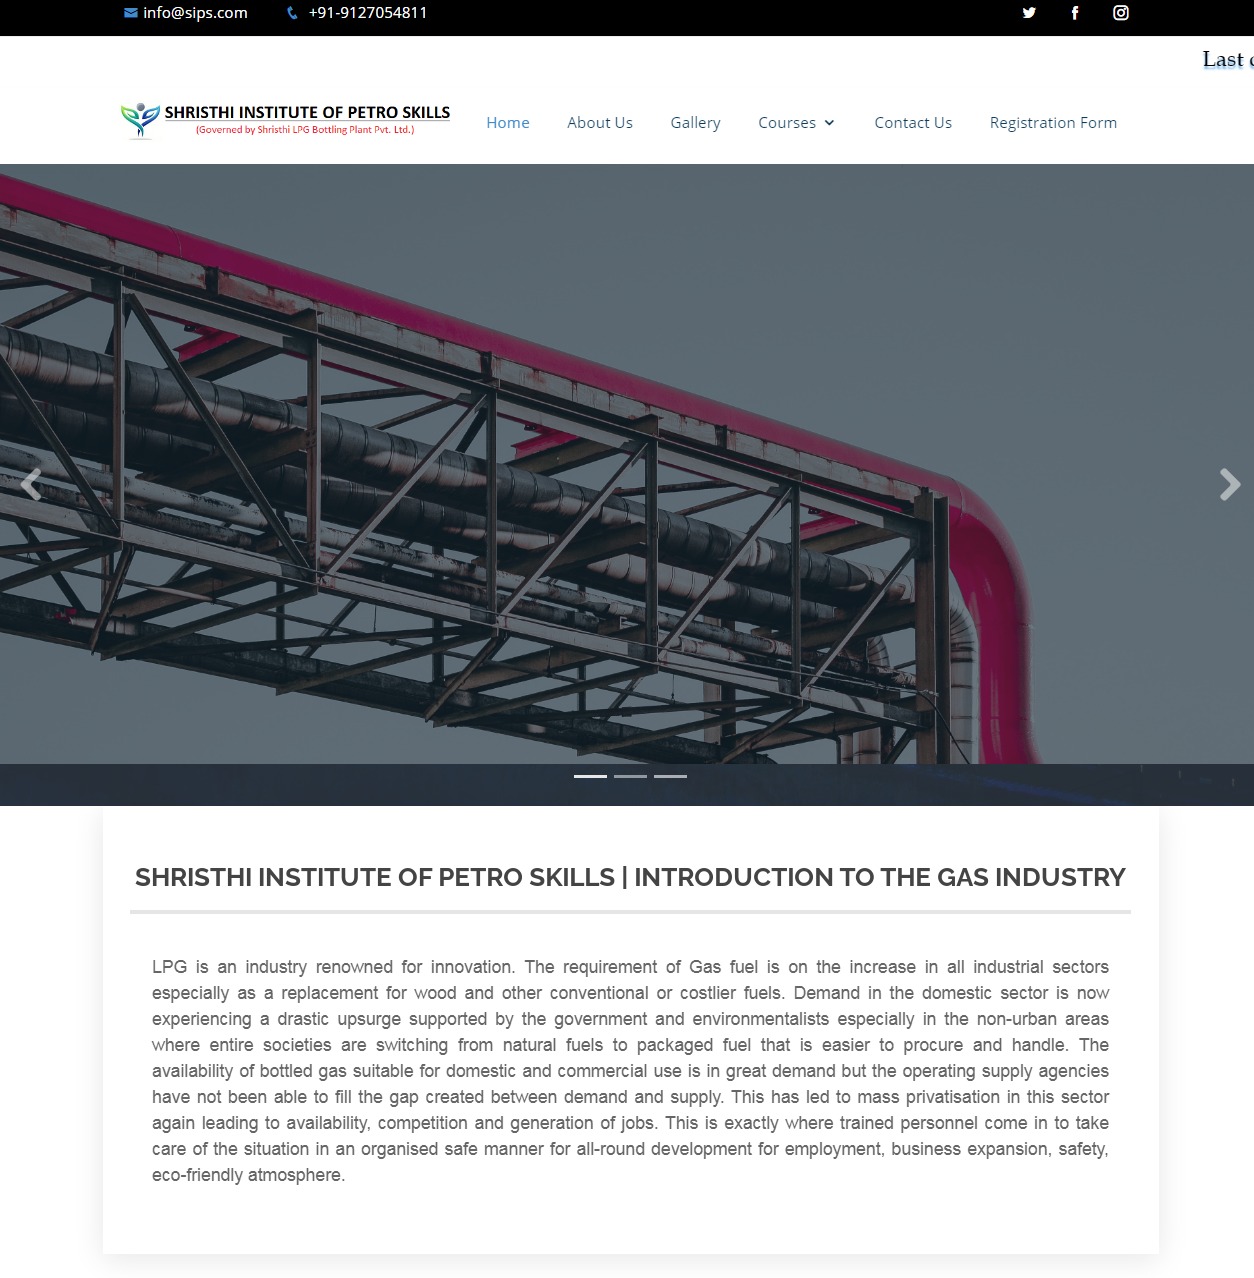 info@sips.com +91-9127054811
Last
SHRISTHI INSTITUTE OF PETRO SKILLS
(Governed by Shristhi LPG Bottling Plant Pvt. Ltd.)
Home About Us Gallery Courses Contact Us Registration Form
SHRISTHI INSTITUTE OF PETRO SKILLS | INTRODUCTION TO THE GAS INDUSTRY
LPG is an industry renowned for innovation. The requirement of Gas fuel is on the increase in all industrial sectors
especially as a replacement for wood and other conventional or costlier fuels. Demand in the domestic sector is now
experiencing a drastic upsurge supported by the government and environmentalists especially in the non-urban areas
where entire societies are switching from natural fuels to packaged fuel that is easier to procure and handle. The
availability of bottled gas suitable for domestic and commercial use is in great demand but the operating supply agencies
have not been able to fill the gap created between demand and supply. This has led to mass privatisation in this sector
again leading to availability, competition and generation of jobs. This is exactly where trained personnel come in to take
care of the situation in an organised safe manner for all-round development for employment, business expansion, safety,
eco-friendly atmosphere.